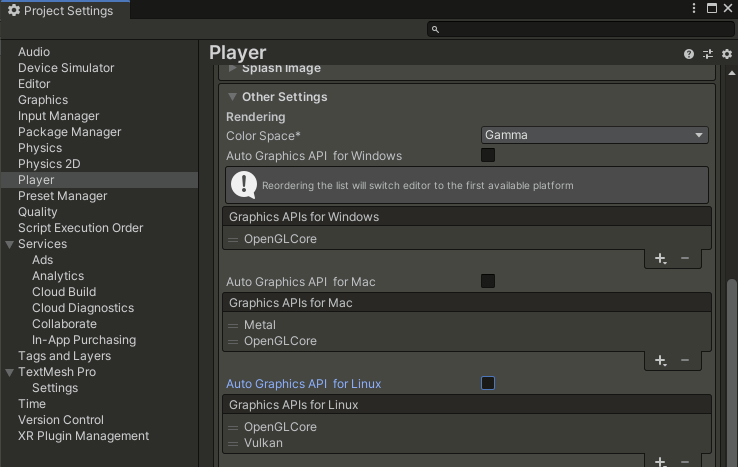 Project Settings
Audio
Device Simulator
Editor
Graphics
Input Manager
Package Manager
Physics
Physics 2D
Player
Preset Manager
Quality
Script Execution Order
Services
Ads
Analytics
Cloud Build
Cloud Diagnostics
Collaborate
In-App Purchasing
Tags and Layers
TextMesh Pro
Settings
Time
Version Control
XR Plugin Management
Player
Splash Image
Other Settings
Rendering
Color Space* Gamma
Auto Graphics API for Windows
Reordering the list will switch editor to the first available platform
Graphics APIs for Windows
OpenGLCore
Auto Graphics API for Mac
Graphics APIs for Mac
Metal
OpenGLCore
Auto Graphics API for Linux
Graphics APIs for Linux
OpenGLCore
Vulkan